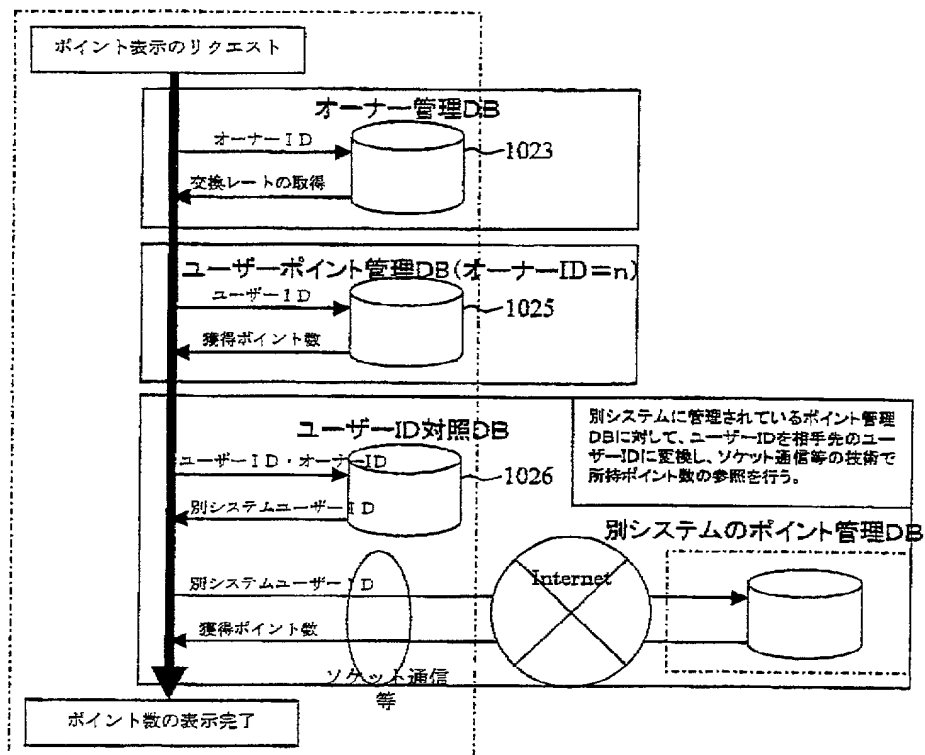 ポイント表示のリクエスト
オーナー管理DB
オーナーID
1023
交換レートの取得
ユーザーポイント管理DB(オーナーID=n)
ユーザーID
1025
獲得ポイント数
ユーザーID対照DB
別システムに管理されているポイント管理
DBに対して、ユーザーIDを相手先のユー
ザーIDに変換し、ソケット通信等の技術で
所持ポイント数の参照を行う。
ユーザーID・オーナーID
1026
別システムユーザーID
別システムのポイント管理DB
別システムユーザーID
Internet
獲得ポイント数
ソケット通信
等
ポイント数の表示完了